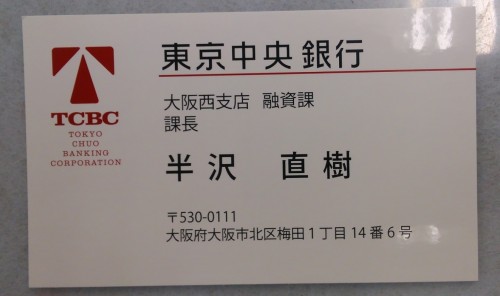 東京中央銀行
TCBC
TOKYO
CHUO
BANKING
CORPORATION
大阪西支店 融資課
課長
半沢 直樹
〒530-0111
大阪府大阪市北区梅田1丁目14番6号